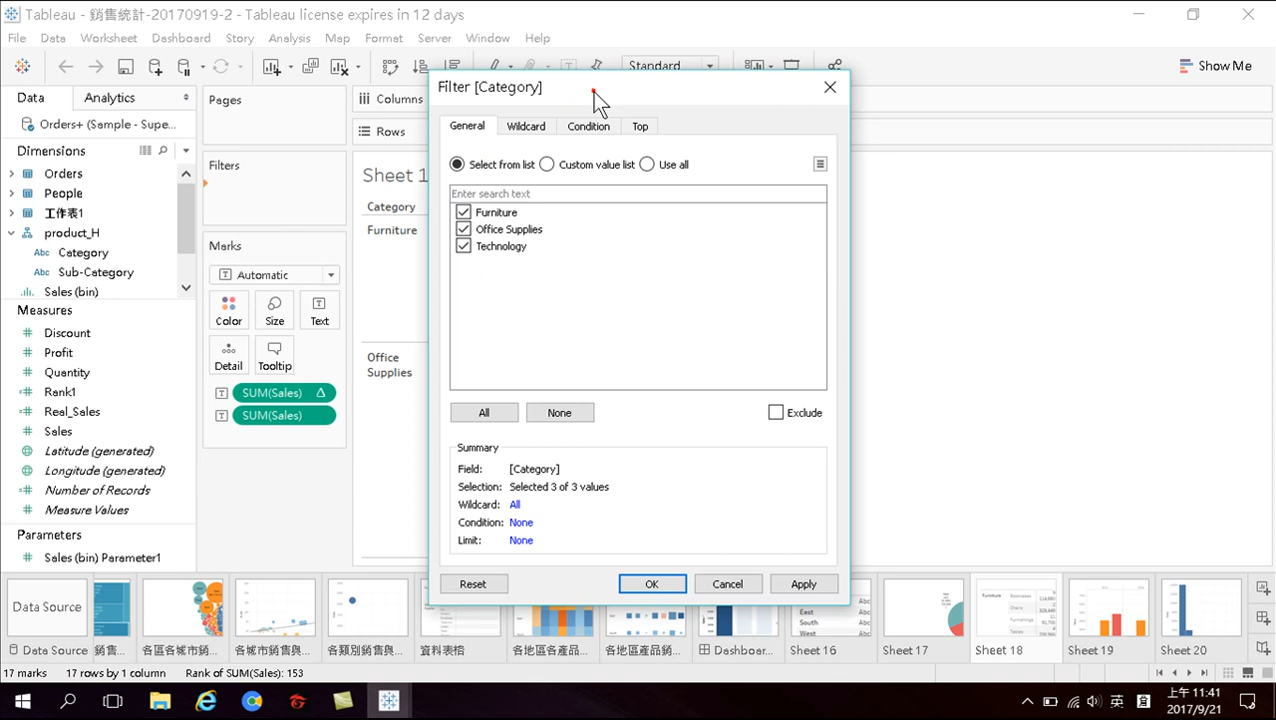 Tableau - 銷售統計-20170919-2 - Tableau license expires in 12 days
File Data Worksheet Dashboard Story Analysis Map Format Server Window Help
Standard
Show Me
Data Analytics
Orders+ (Sample - Supe...
Dimensions
Orders
People
工作表1
product_H
Abc Category
Abc Sub-Category
Sales (bin)
Measures
Discount
Profit
Quantity
Rank1
Real_Sales
Sales
Latitude (generated)
Longitude (generated)
Number of Records
Measure Values
Parameters
Sales (bin) Parameter1
Pages
Filters
Marks
Automatic
Color Size Text
Detail Tooltip
SUM(Sales) Δ
SUM(Sales)
Columns
Rows
Sheet 1
Category
Furniture
Office
Supplies
Filter [Category]
General Wildcard Condition Top
Select from list Custom value list Use all
Enter search text
Furniture
Office Supplies
Technology
All None Exclude
Summary
Field: [Category]
Selection: Selected 3 of 3 values
Wildcard: All
Condition: None
Limit: None
Reset OK Cancel Apply
Data Source
East
South
West
Abc
Abc
Furniture
Data Source 銷售... 各區各城市銷... 各城市銷售與... 各類別銷售與... 資料表格 各地區各產品... 各地區產品銷... Dashboar... Sheet 16 Sheet 17 Sheet 18 Sheet 19 Sheet 20
17 marks 17 rows by 1 column Rank of SUM(Sales): 153
英
上午 11:41
2017/9/21